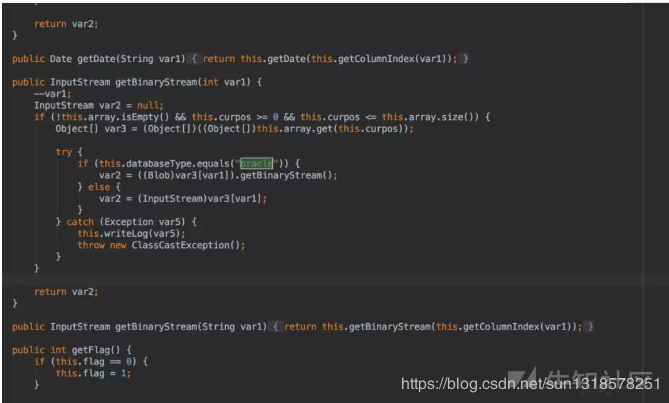 return var2;
}
public Date getDate(String var1) { return this.getDate(this.getColumnIndex(var1)); }
public InputStream getBinaryStream(int var1) {
--var1;
InputStream var2 = null;
if (!this.array.isEmpty() && this.curpos >= 0 && this.curpos <= this.array.size()) {
Object[] var3 = (Object[])((Object[])this.array.get(this.curpos));
try {
if (this.databaseType.equals("oracle")) {
var2 = ((Blob)var3[var1]).getBinaryStream();
} else {
var2 = (InputStream)var3[var1];
}
} catch (Exception var5) {
this.writeLog(var5);
throw new ClassCastException();
}
}
return var2;
}
public InputStream getBinaryStream(String var1) { return this.getBinaryStream(this.getColumnIndex(var1)); }
public int getFlag() {
if (this.flag == 0) {
this.flag = 1;
}
https://blog.csdn.net/sun1318578251